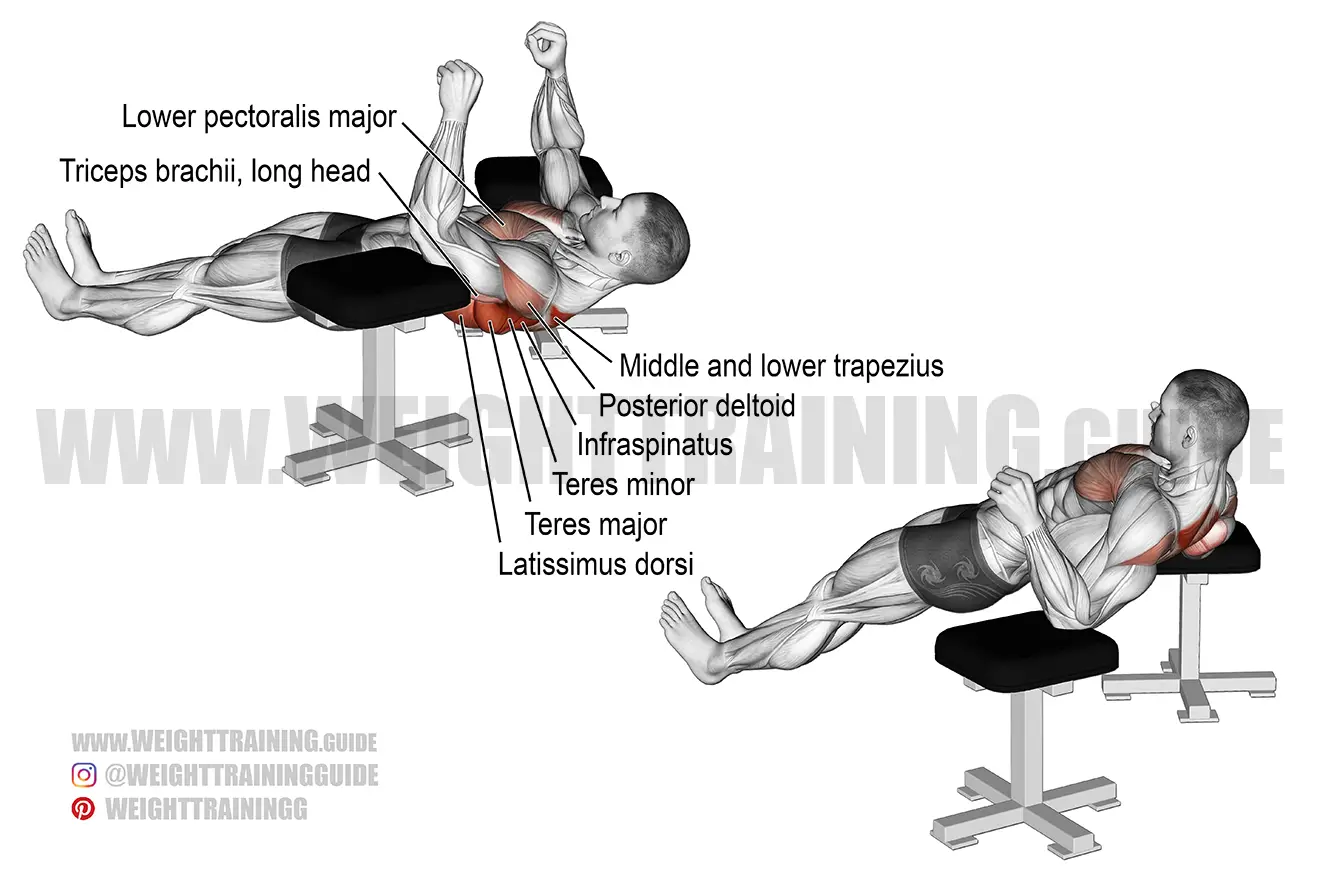 Lower pectoralis major
Triceps brachii, long head
Middle and lower trapezius
Posterior deltoid
Infraspinatus
Teres minor
Teres major
Latissimus dorsi
WWW.WEIGHTTRAINING.GUIDE
WWW.WEIGHTTRAINING.GUIDE
@WEIGHTTRAININGGUIDE
WEIGHTTRAININGG